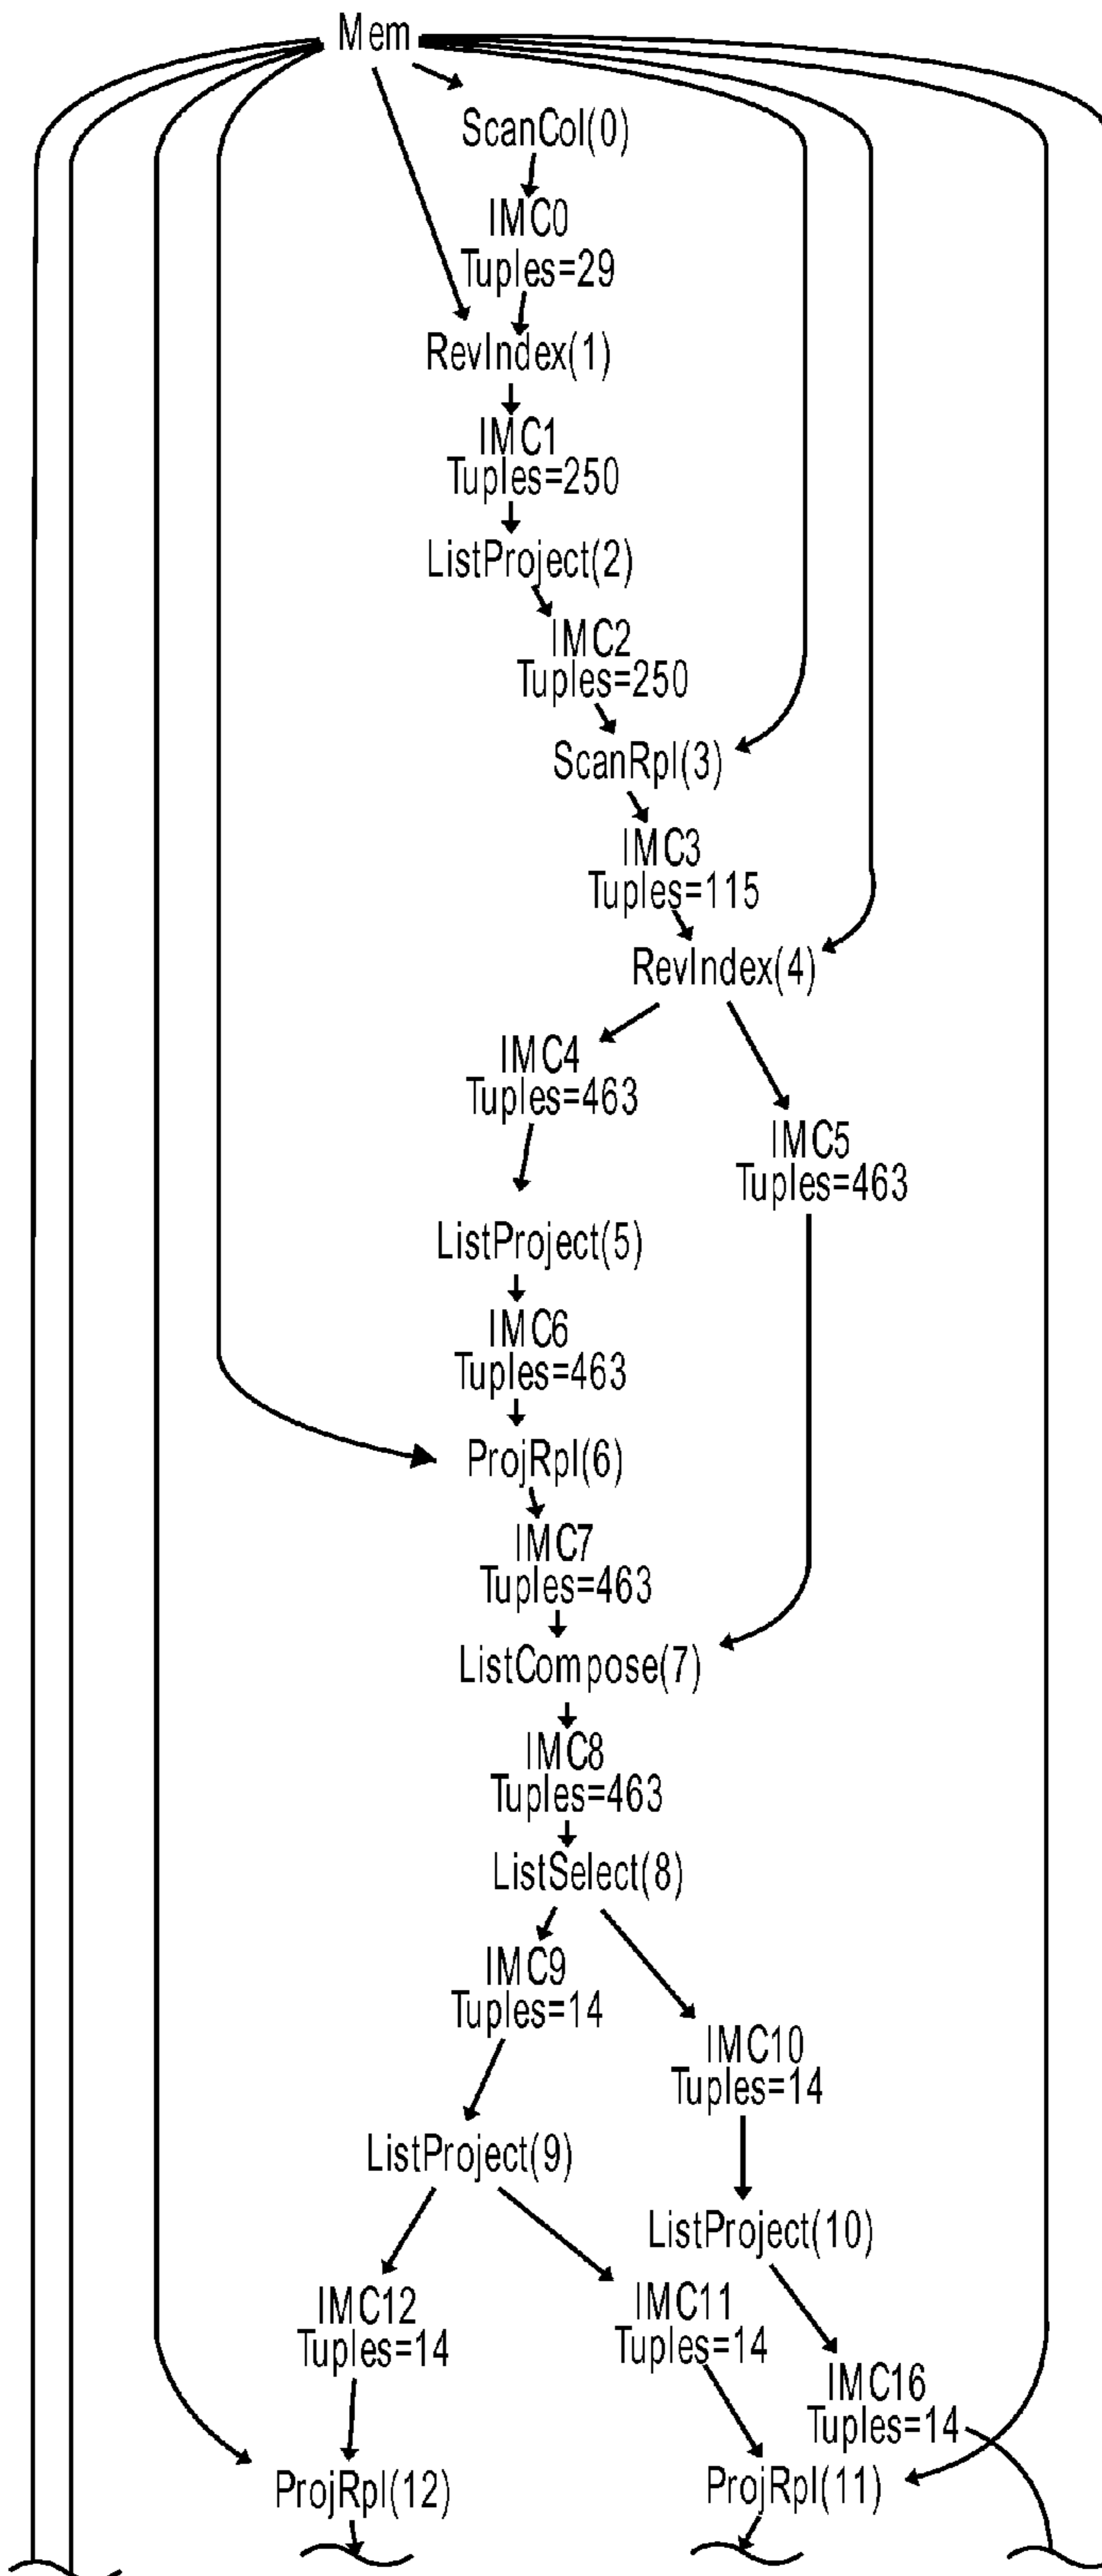 Mem
ScanCol(0)
IMC0
Tuples=29
RevIndex(1)
IMC1
Tuples=250
ListProject(2)
IMC2
Tuples=250
ScanRpl(3)
IMC3
Tuples=115
RevIndex(4)
IMC4
Tuples=463
IMC5
Tuples=463
ListProject(5)
IMC6
Tuples=463
ProjRpl(6)
IMC7
Tuples=463
ListCompose(7)
IMC8
Tuples=463
ListSelect(8)
IMC9
Tuples=14
IMC10
Tuples=14
ListProject(9)
ListProject(10)
IMC12
Tuples=14
IMC11
Tuples=14
IMC16
Tuples=14
ProjRpl(12)
ProjRpl(11)